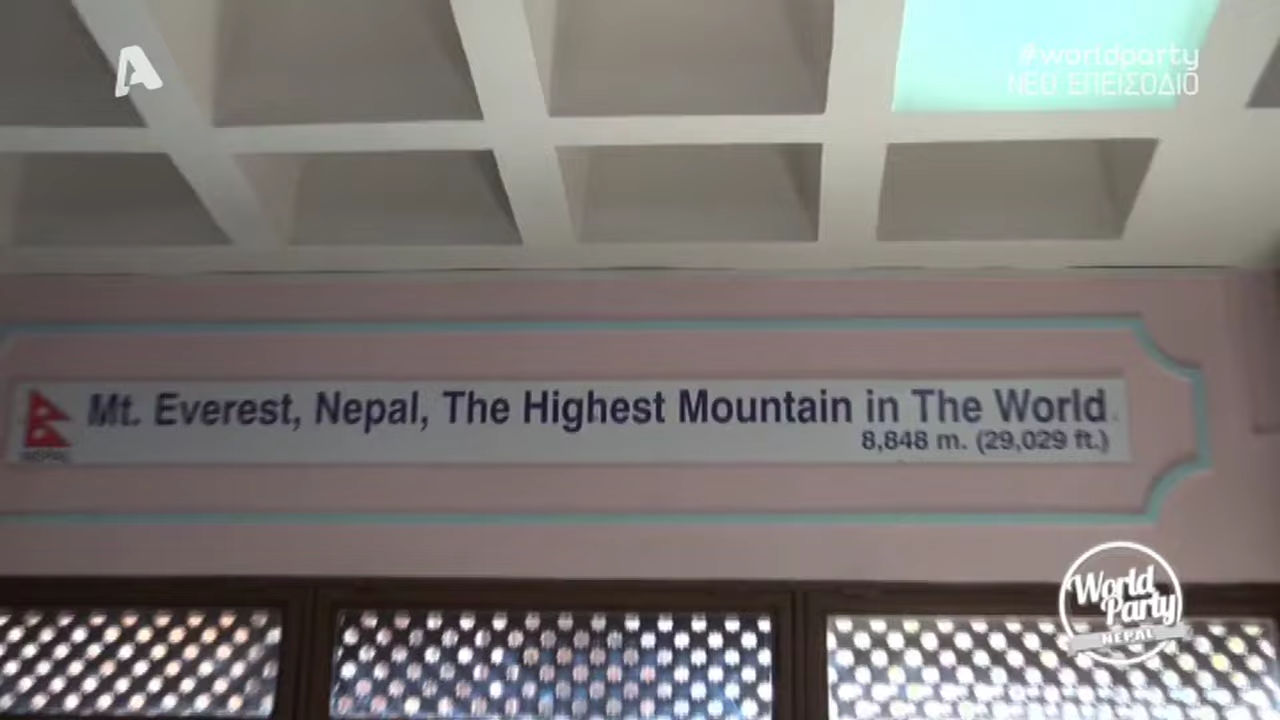 #worldparty
ΝΕΟ ΕΠΕΙΣΟΔΙΟ
Mt. Everest, Nepal, The Highest Mountain in The World
8,848 m. (29,029 ft.)
NEPAL
World
Party
NEPAL